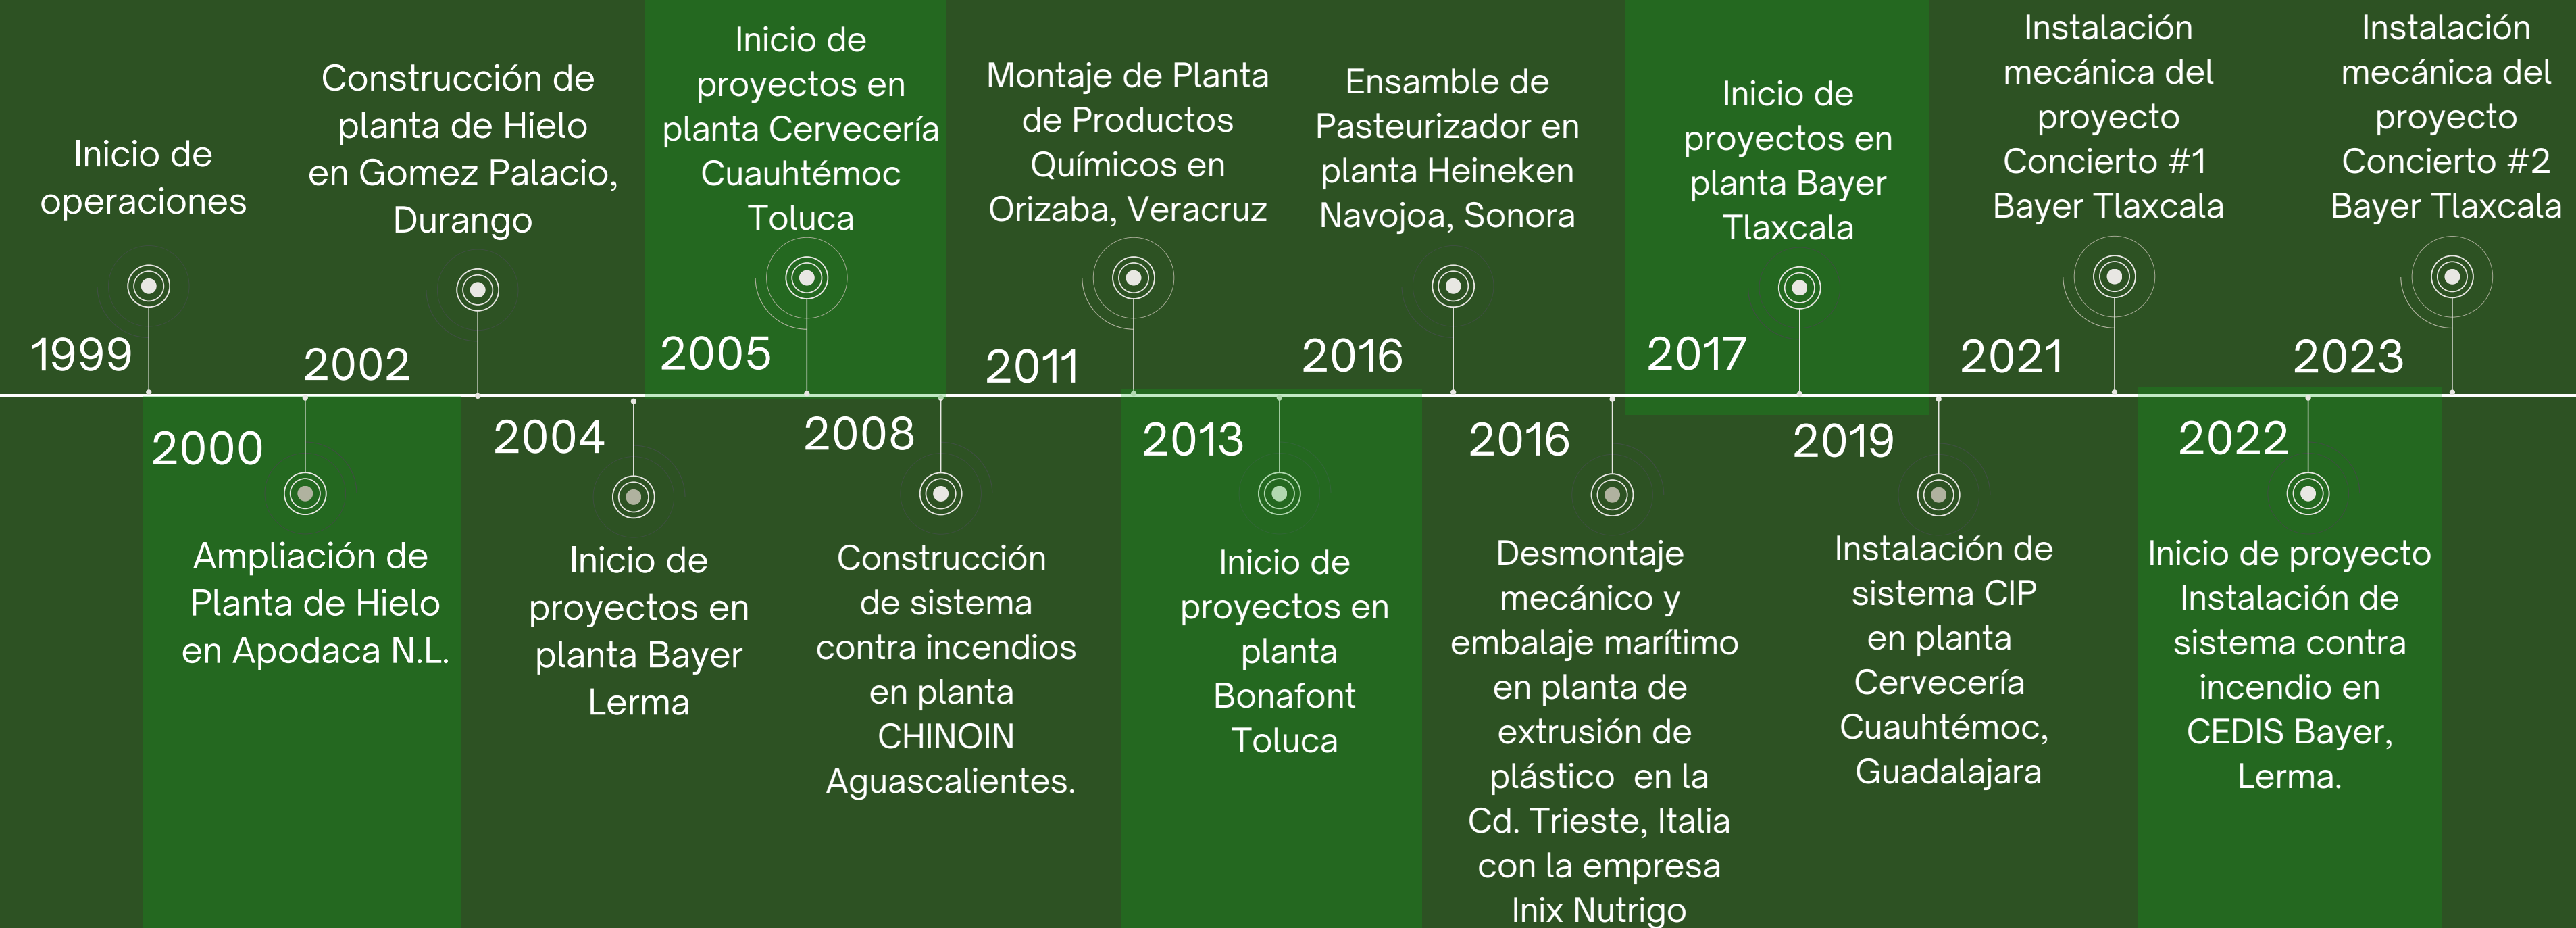 1999
Inicio de
operaciones
2000
Ampliación de
Planta de Hielo
en Apodaca N.L.
2002
Construcción de
planta de Hielo
en Gomez Palacio,
Durango
2004
Inicio de
proyectos en
planta Bayer
Lerma
2005
Inicio de
proyectos en
planta Cervecería
Cuauhtémoc
Toluca
2008
Construcción
de sistema
contra incendios
en planta
CHINOIN
Aguascalientes.
2011
Montaje de Planta
de Productos
Químicos en
Orizaba, Veracruz
2013
Inicio de
proyectos en
planta
Bonafont
Toluca
2016
Ensamble de
Pasteurizador en
planta Heineken
Navojoa, Sonora
2016
Desmontaje
mecánico y
embalaje marítimo
en planta de
extrusión de
plástico en la
Cd. Trieste, Italia
con la empresa
Inix Nutrigo
2017
Inicio de
proyectos en
planta Bayer
Tlaxcala
2019
Instalación de
sistema CIP
en planta
Cervecería
Cuauhtémoc,
Guadalajara
2021
Instalación
mecánica del
proyecto
Concierto #1
Bayer Tlaxcala
2022
Inicio de proyecto
Instalación de
sistema contra
incendio en
CEDIS Bayer,
Lerma.
2023
Instalación
mecánica del
proyecto
Concierto #2
Bayer Tlaxcala